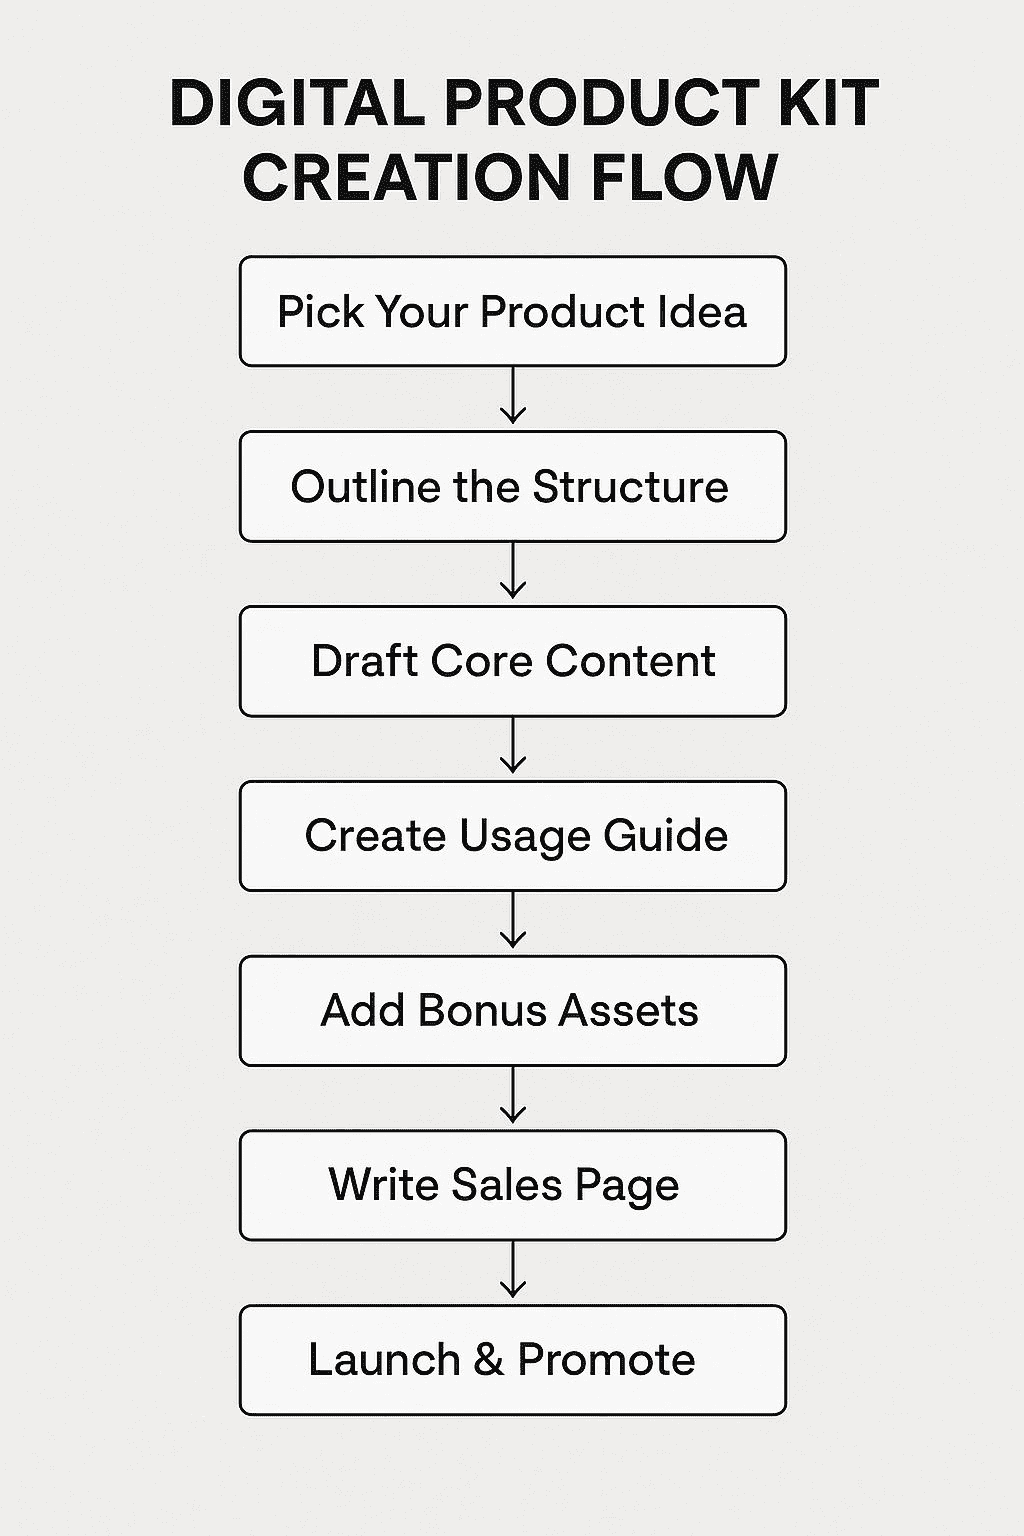 DIGITAL PRODUCT KIT
CREATION FLOW
Pick Your Product Idea
Outline the Structure
Draft Core Content
Create Usage Guide
Add Bonus Assets
Write Sales Page
Launch & Promote